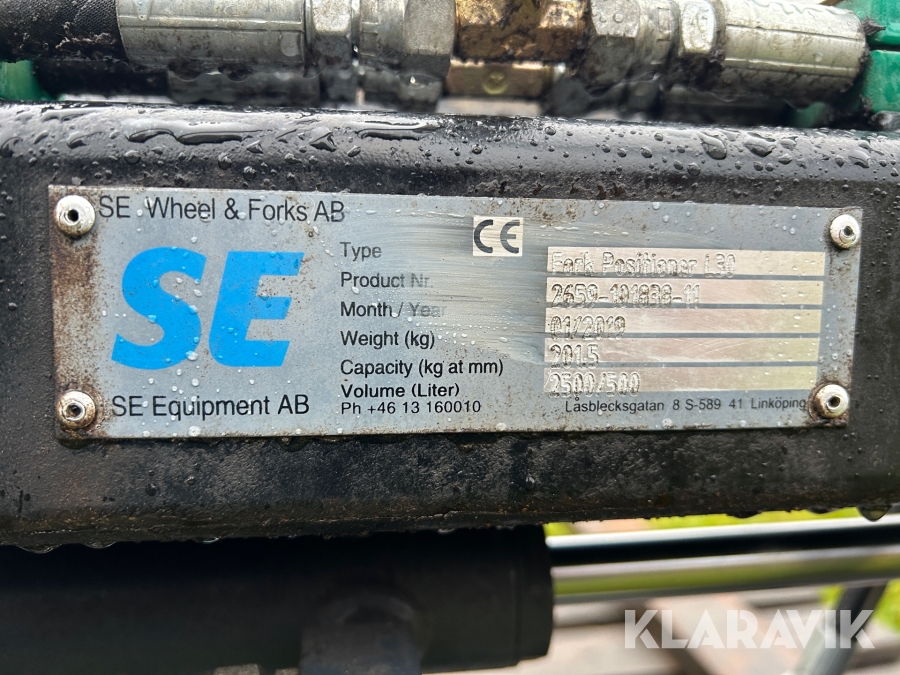 SE Wheel & Forks AB
SE
SE Equipment AB
CE
Type Fork Positioner L30
Product Nr. 2659-101838-11
Month / Year 01/2019
Weight (kg) 201.5
Capacity (kg at mm) 2500/500
Volume (Liter)
Ph +46 13 160010
Låsblecksgatan 8 S-589 41 Linköping
KLARAVIK